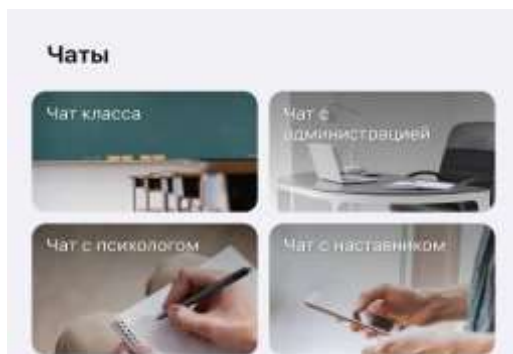 Чаты
Чат класса
Чат с
администрацией
Чат с психологом
Чат с наставником